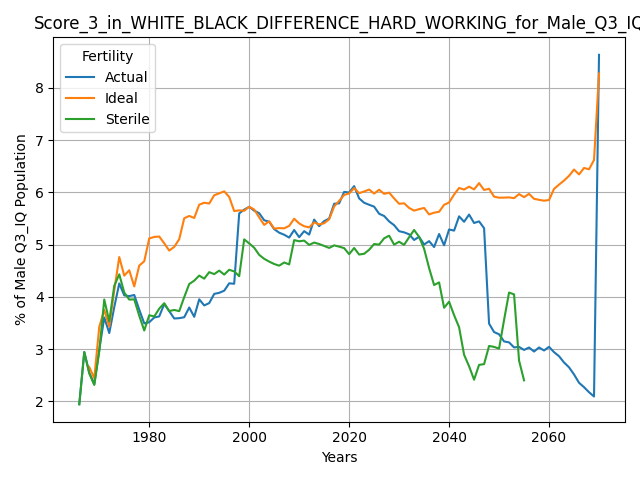 Score_3_in_WHITE_BLACK_DIFFERENCE_HARD_WORKING_for_Male_Q3_IQ
Fertility
Actual
Ideal
Sterile
% of Male Q3_IQ Population
8
7
6
5
4
3
2
1980 2000 2020 2040 2060
Years